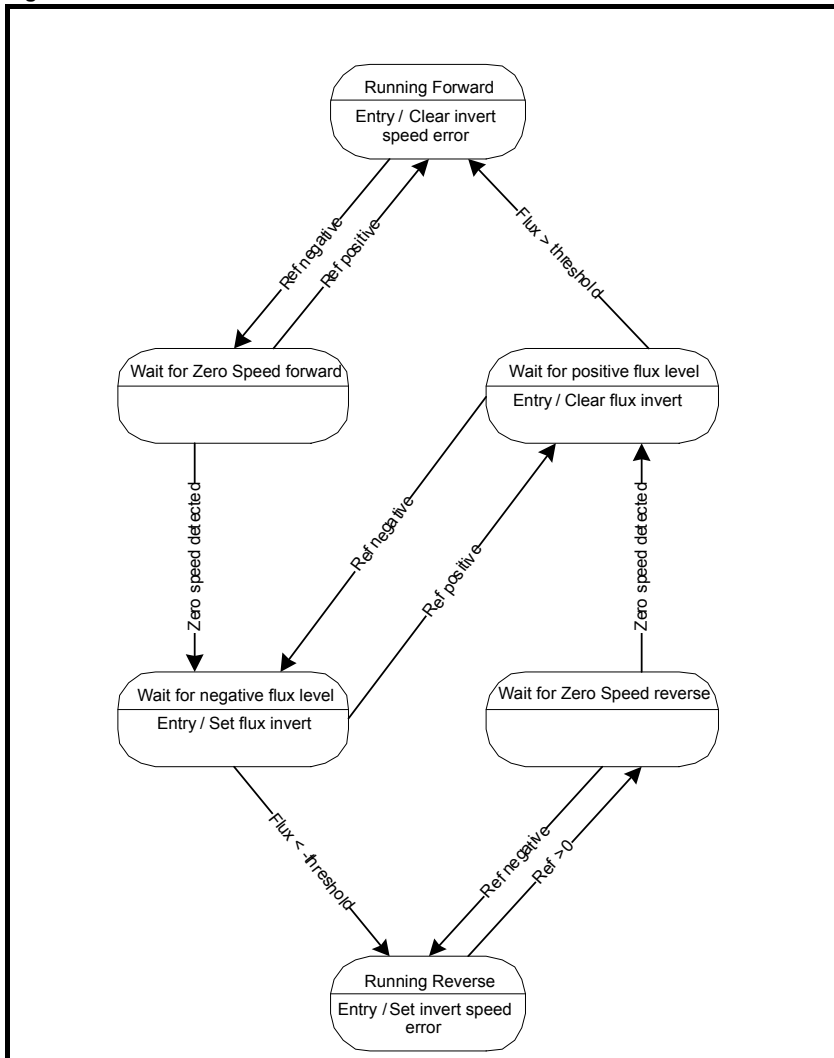 Running Forward
Entry / Clear invert
speed error
Ref negative
Ref positive
Flux > threshold
Wait for Zero Speed forward
Wait for positive flux level
Entry / Clear flux invert
Zero speed detected
Ref negative
Ref positive
Zero speed detected
Wait for negative flux level
Entry / Set flux invert
Wait for Zero Speed reverse
Flux < -threshold
Ref negative
Ref >0
Running Reverse
Entry / Set invert speed
error